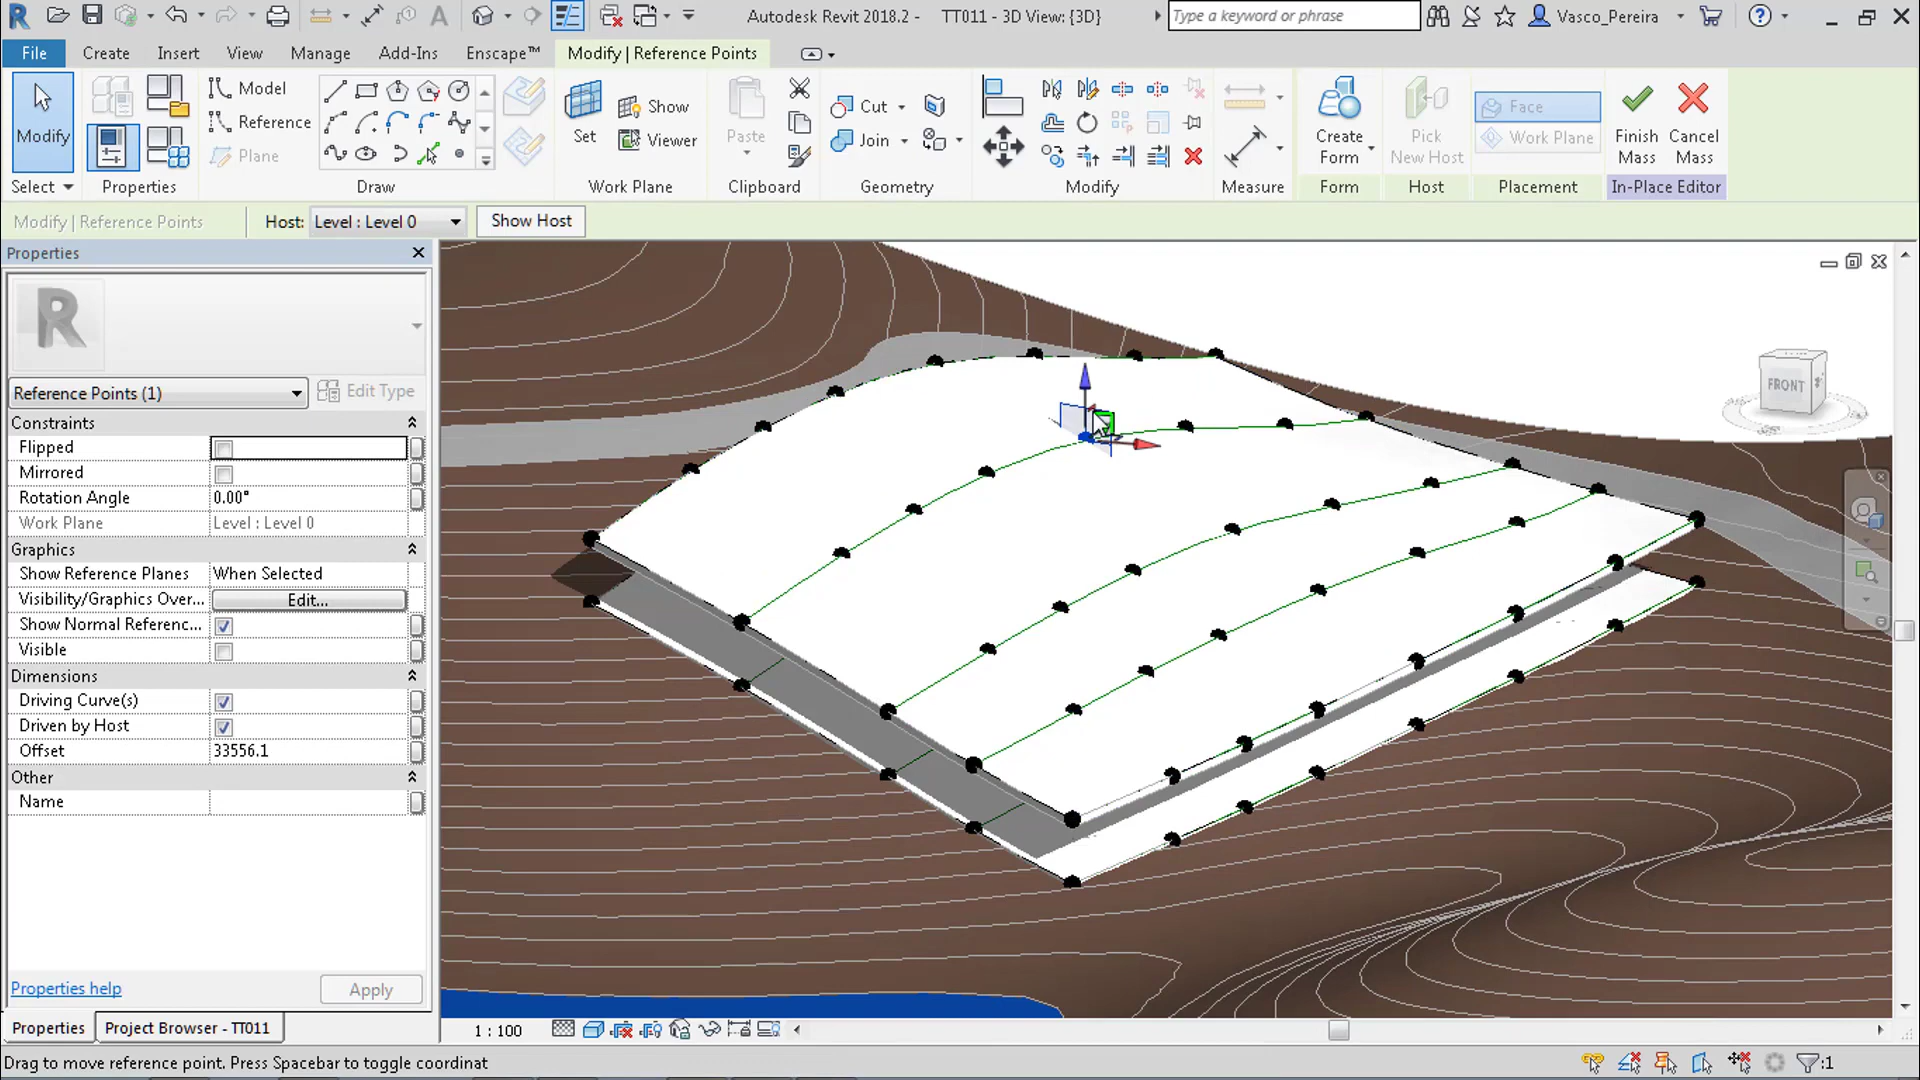 Autodesk Revit 2018.2 - TT011 - 3D View: {3D}
Type a keyword or phrase
Vasco_Pereira
File Create Insert View Manage Add-Ins Enscape™ Modify | Reference Points
Modify
Model
Reference
Plane
Set
Show
Viewer
Paste
Cut
Join
Create Form
Pick New Host
Face
Work Plane
Finish Mass
Cancel Mass
Select Properties Draw Work Plane Clipboard Geometry Modify Measure Form Host Placement In-Place Editor
Modify | Reference Points Host: Level : Level 0 Show Host
Properties
R
Reference Points (1) Edit Type
Constraints
Flipped
Mirrored
Rotation Angle 0.00°
Work Plane Level : Level 0
Graphics
Show Reference Planes When Selected
Visibility/Graphics Over... Edit...
Show Normal Referenc...
Visible
Dimensions
Driving Curve(s)
Driven by Host
Offset 33556.1
Other
Name
Properties help Apply
Properties Project Browser - TT011
FRONT
1 : 100
Drag to move reference point. Press Spacebar to toggle coordinat
:1